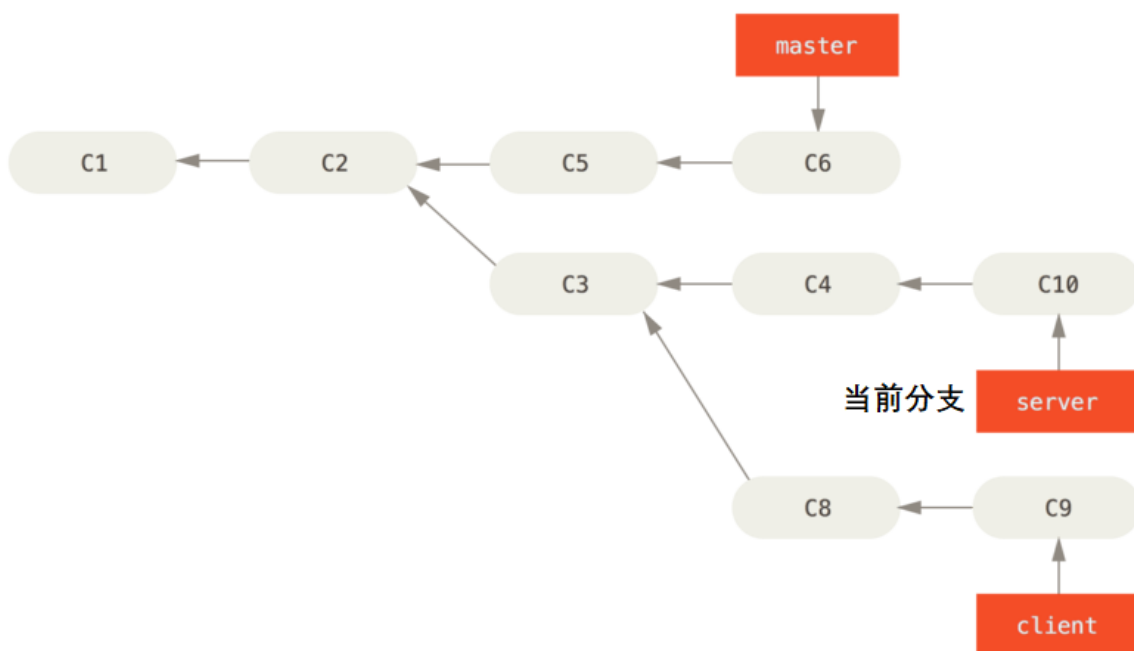 master
C1
C2
C5
C6
C3
C4
C10
当前分支
server
C8
C9
client